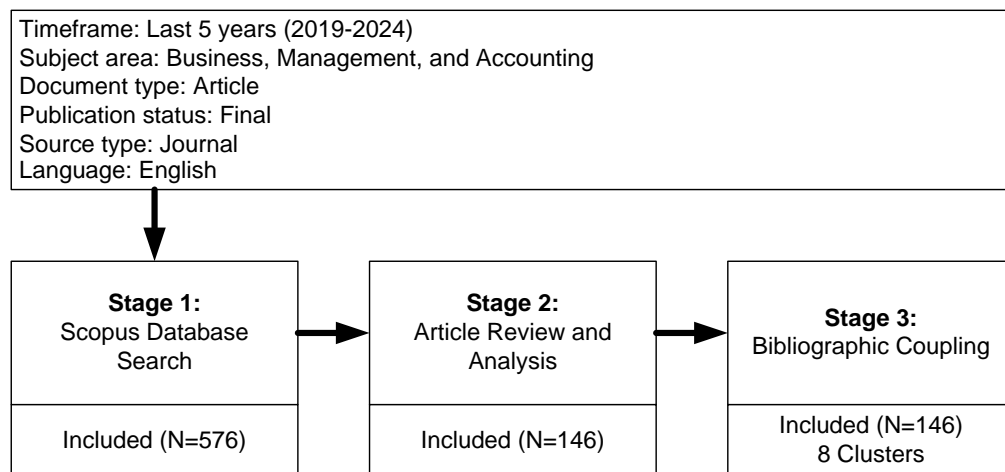 Timeframe: Last 5 years (2019-2024)
Subject area: Business, Management, and Accounting
Document type: Article
Publication status: Final
Source type: Journal
Language: English
Stage 1:
Scopus Database
Search
Included (N=576)
Stage 2:
Article Review and
Analysis
Included (N=146)
Stage 3:
Bibliographic Coupling
Included (N=146)
8 Clusters